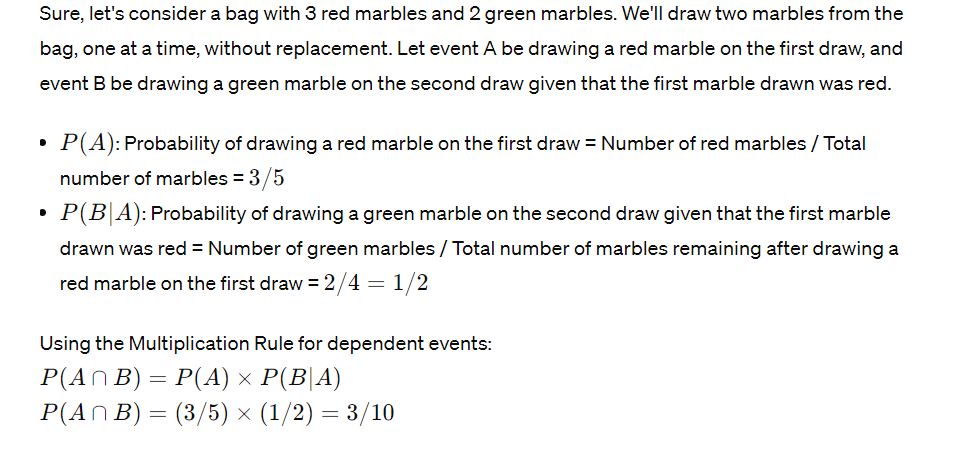 Sure, let's consider a bag with 3 red marbles and 2 green marbles. We'll draw two marbles from the
bag, one at a time, without replacement. Let event A be drawing a red marble on the first draw, and
event B be drawing a green marble on the second draw given that the first marble drawn was red.
• P(A): Probability of drawing a red marble on the first draw = Number of red marbles / Total
number of marbles = 3/5
• P(B|A): Probability of drawing a green marble on the second draw given that the first marble
drawn was red = Number of green marbles / Total number of marbles remaining after drawing a
red marble on the first draw = 2/4 = 1/2
Using the Multiplication Rule for dependent events:
P(A ∩ B) = P(A) × P(B|A)
P(A ∩ B) = (3/5) × (1/2) = 3/10